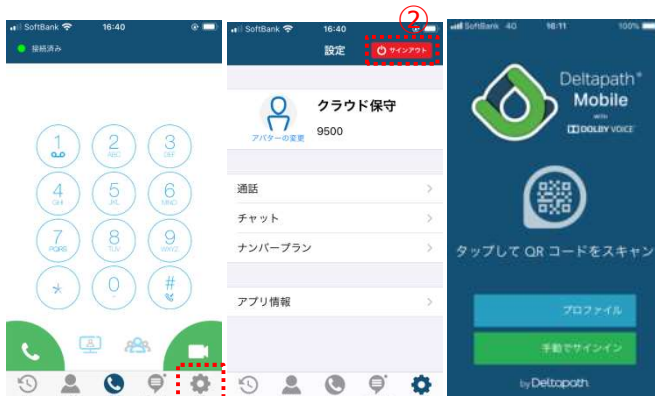 SoftBank 16:40
接続済み
1
2 ABC
3 DEF
4 GHI
5 JKL
6 MNO
7 PQRS
8 TUV
9 WXYZ
*
0
#
②
SoftBank 16:40
設定 サインアウト
クラウド保守
アバターの変更 9500
通話
チャット
ナンバープラン
アプリ情報
SoftBank 4G 16:11 100%
Deltapath
Mobile
with
DOLBY VOICE
タップして QR コードをスキャン
プロファイル
手動でサインイン
by Deltapath